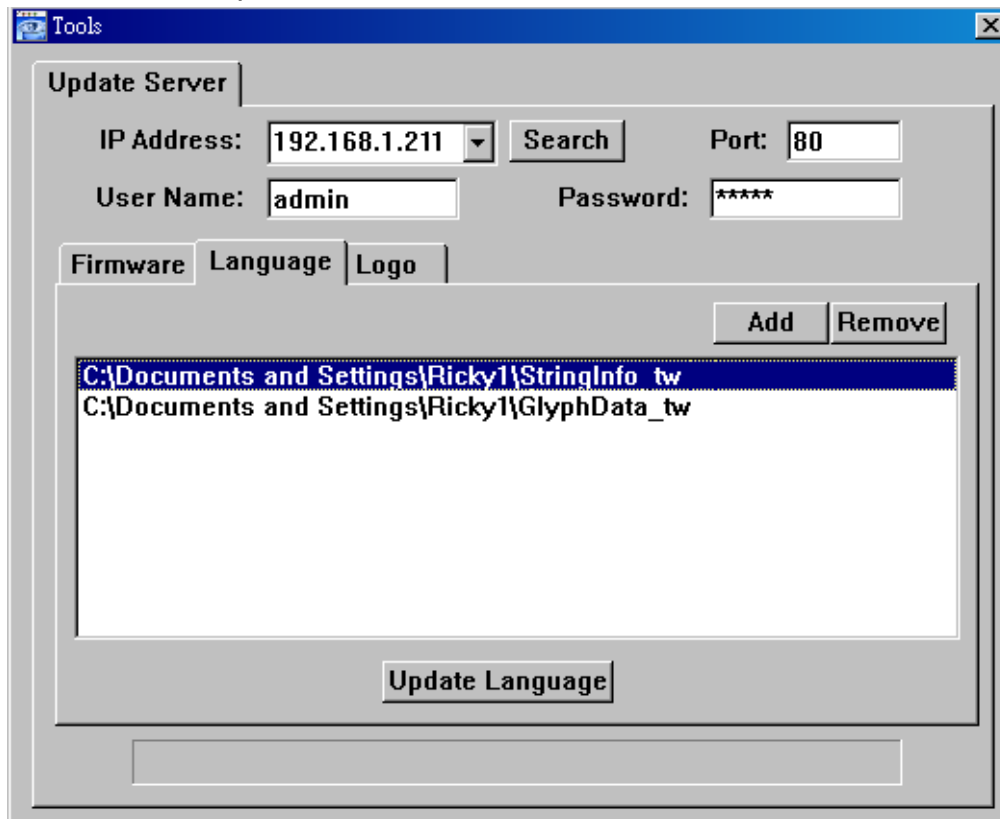 Tools
Update Server
IP Address: 192.168.1.211 Search Port: 80
User Name: admin Password: *****
Firmware Language Logo
Add Remove
C:\Documents and Settings\Ricky1\StringInfo_tw
C:\Documents and Settings\Ricky1\GlyphData_tw
Update Language